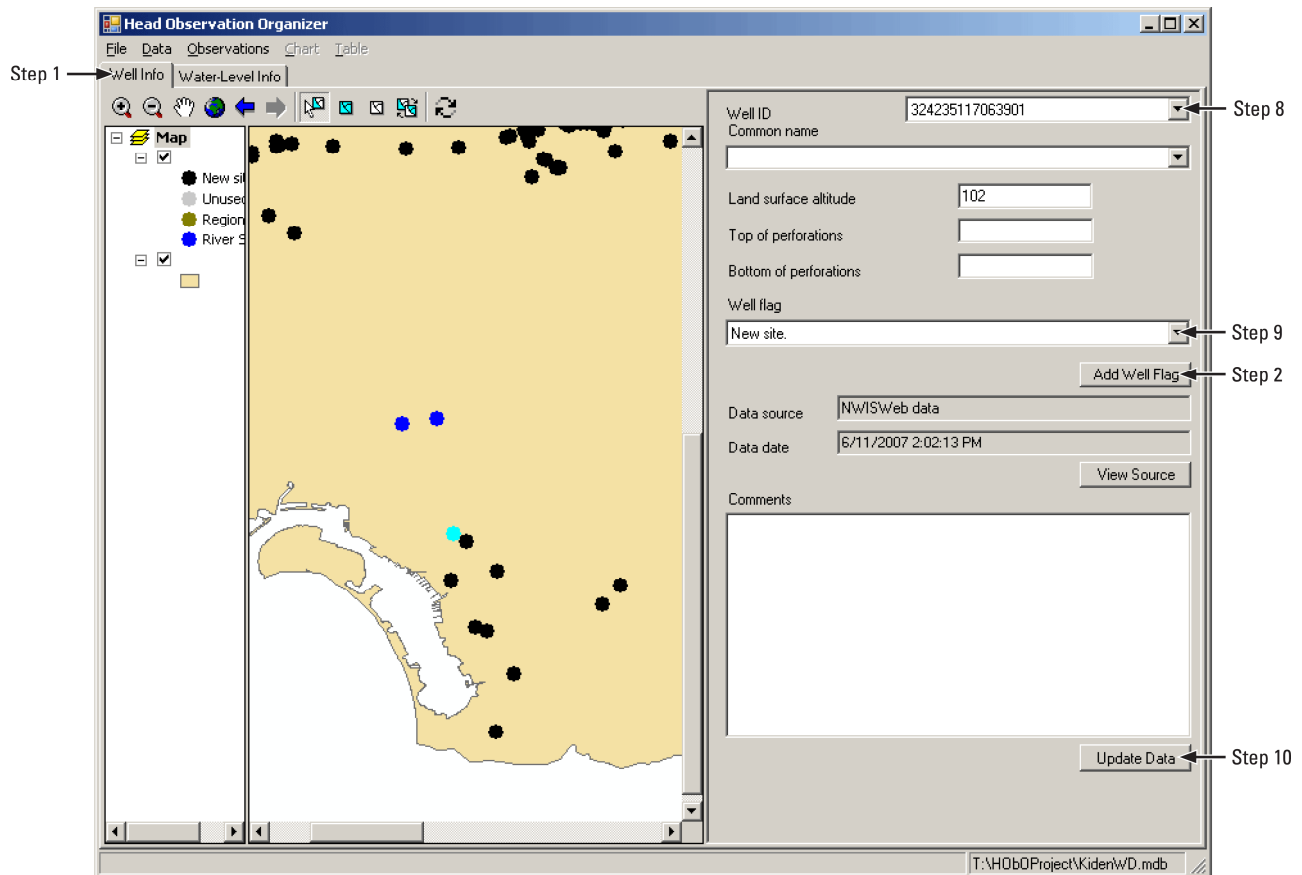 Head Observation Organizer
File Data Observations Chart Table
Step 1
Well Info Water-Level Info
Map
New si
Unused
Region
River S
Well ID 324235117063901 Step 8
Common name
Land surface altitude 102
Top of perforations
Bottom of perforations
Well flag
New site. Step 9
Add Well Flag Step 2
Data source NWISWeb data
Data date 6/11/2007 2:02:13 PM
View Source
Comments
Update Data Step 10
T:\HObOProject\KidenWD.mdb